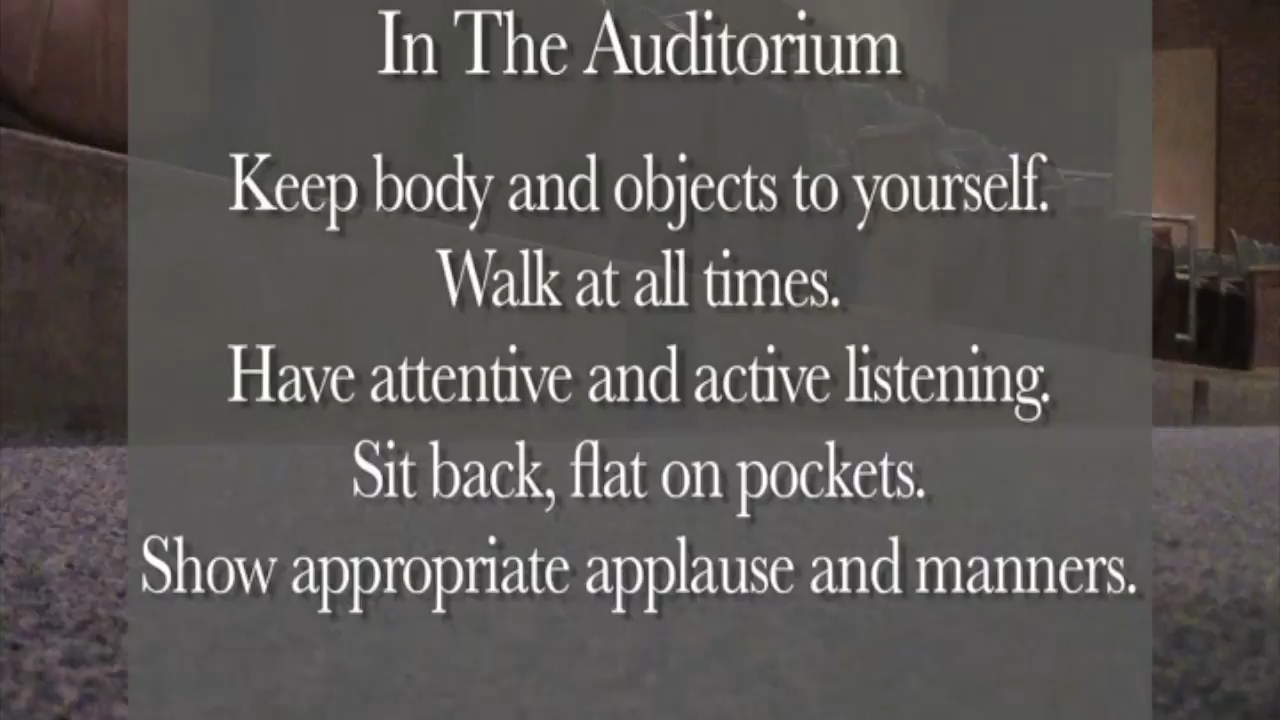 In The Auditorium
Keep body and objects to yourself.
Walk at all times.
Have attentive and active listening.
Sit back, flat on pockets.
Show appropriate applause and manners.